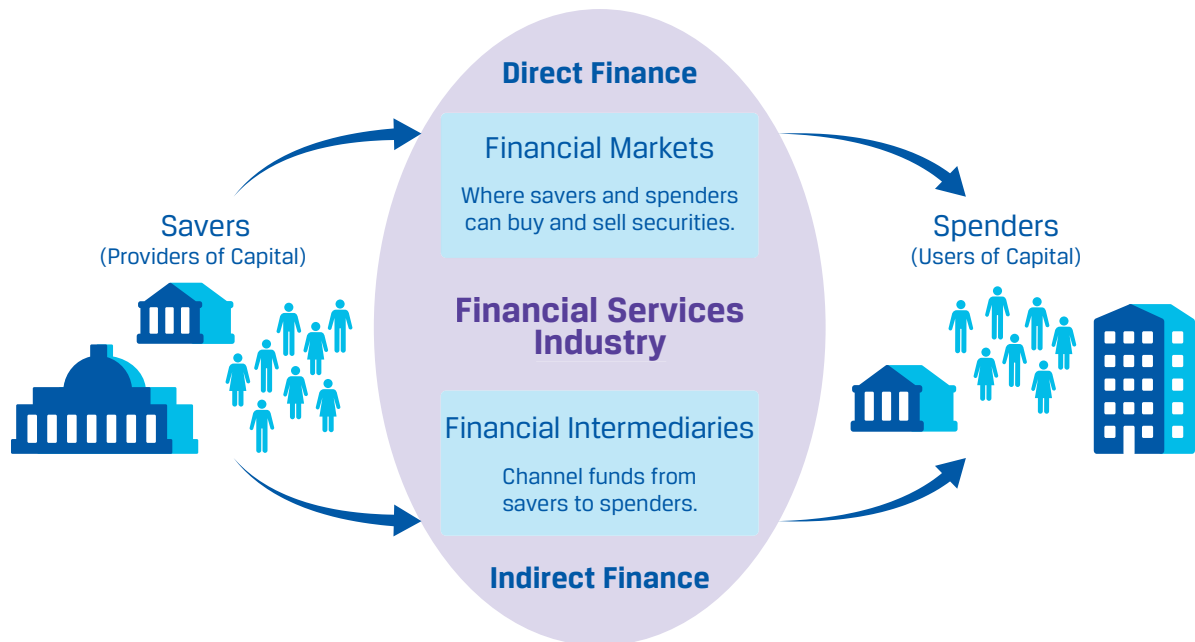 Direct Finance
Financial Markets
Where savers and spenders
can buy and sell securities.
Savers
(Providers of Capital)
Spenders
(Users of Capital)
Financial Services
Industry
Financial Intermediaries
Channel funds from
savers to spenders.
Indirect Finance